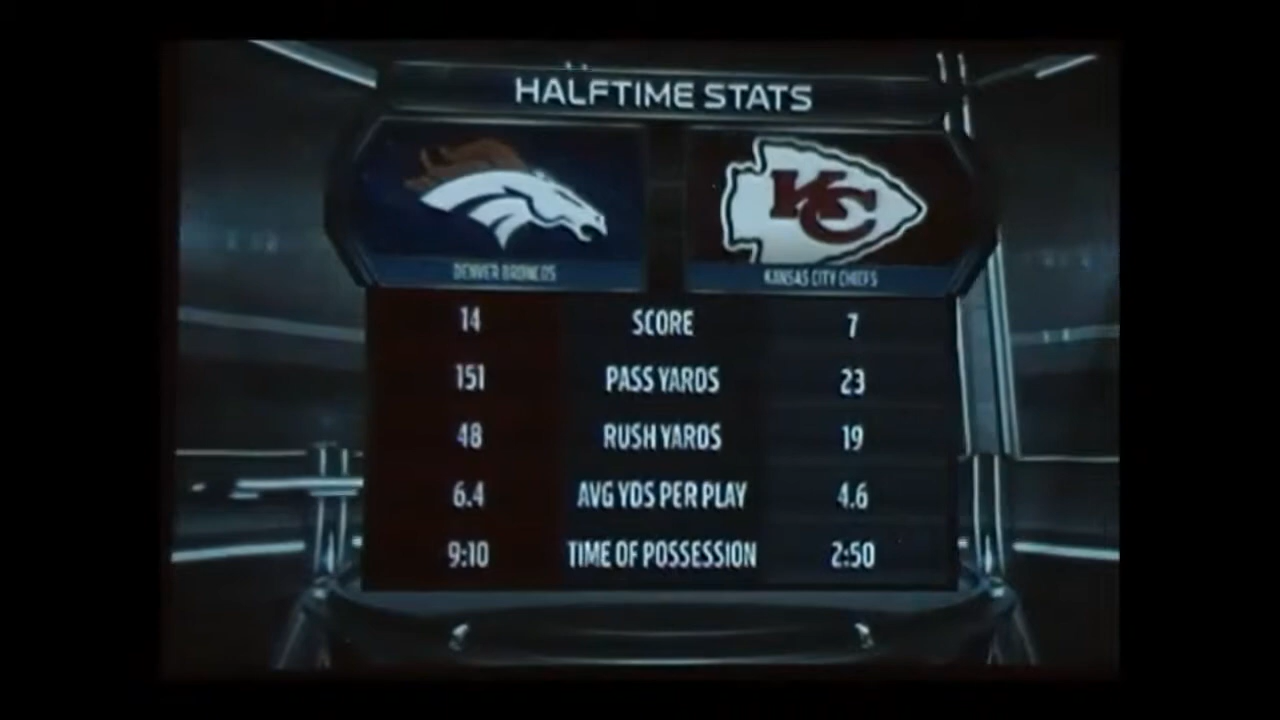 HALFTIME STATS
KC
DENVER BRONCOS
KANSAS CITY CHIEFS
14 SCORE 7
151 PASS YARDS 23
48 RUSH YARDS 19
6.4 AVG YDS PER PLAY 4.6
9:10 TIME OF POSSESSION 2:50